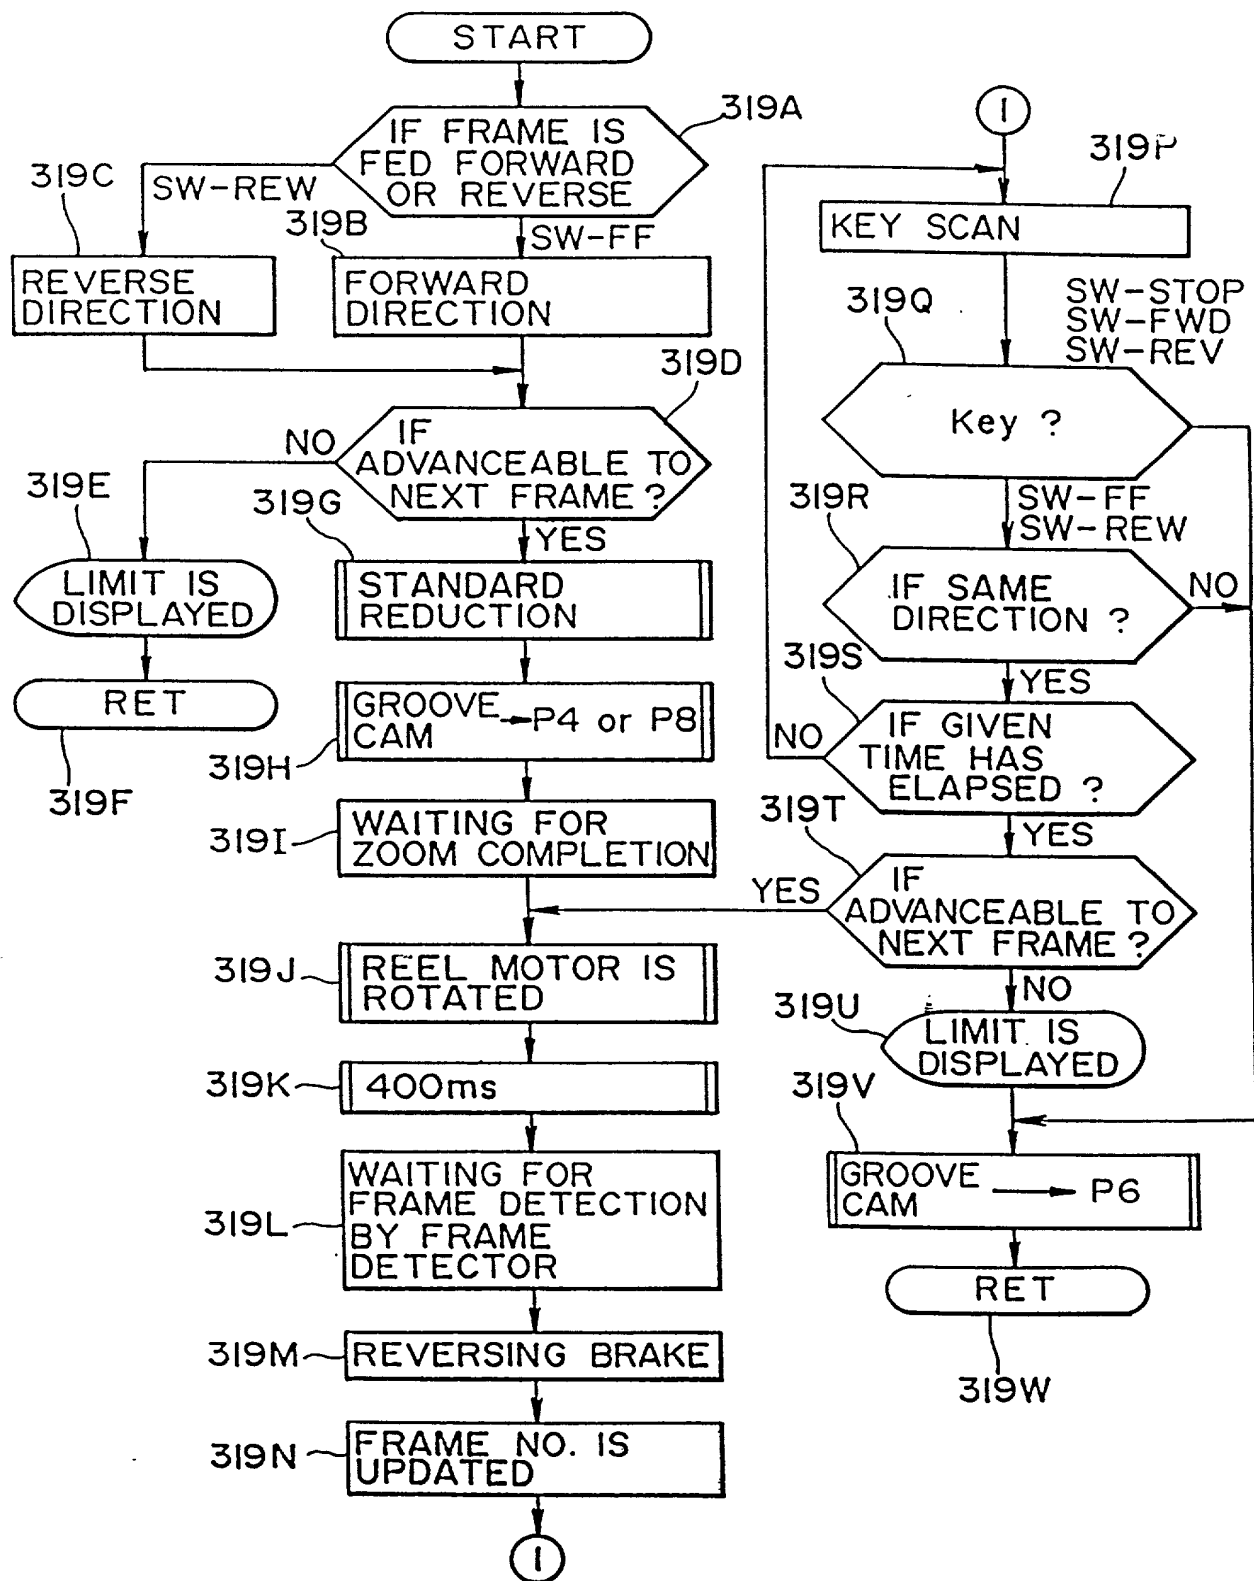 START
319A
IF FRAME IS
FED FORWARD
OR REVERSE
319C
SW-REW
319B
SW-FF
REVERSE
DIRECTION
FORWARD
DIRECTION
319D
NO
IF
ADVANCEABLE TO
NEXT FRAME?
319E
319G
YES
LIMIT IS
DISPLAYED
STANDARD
REDUCTION
RET
319F
GROOVE
CAM
P4 or P8
319H
319I
WAITING FOR
ZOOM COMPLETION
319J
REEL MOTOR IS
ROTATED
319K
400ms
319L
WAITING FOR
FRAME DETECTION
BY FRAME
DETECTOR
319M
REVERSING BRAKE
319N
FRAME NO. IS
UPDATED
1
1
319P
KEY SCAN
319Q
SW-STOP
SW-FWD
SW-REV
Key ?
319R
SW-FF
SW-REW
IF SAME
DIRECTION ?
NO
319S
YES
NO
IF GIVEN
TIME HAS
ELAPSED ?
319T
YES
YES
IF
ADVANCEABLE TO
NEXT FRAME?
NO
319U
LIMIT IS
DISPLAYED
319V
GROOVE
CAM
P6
RET
319W